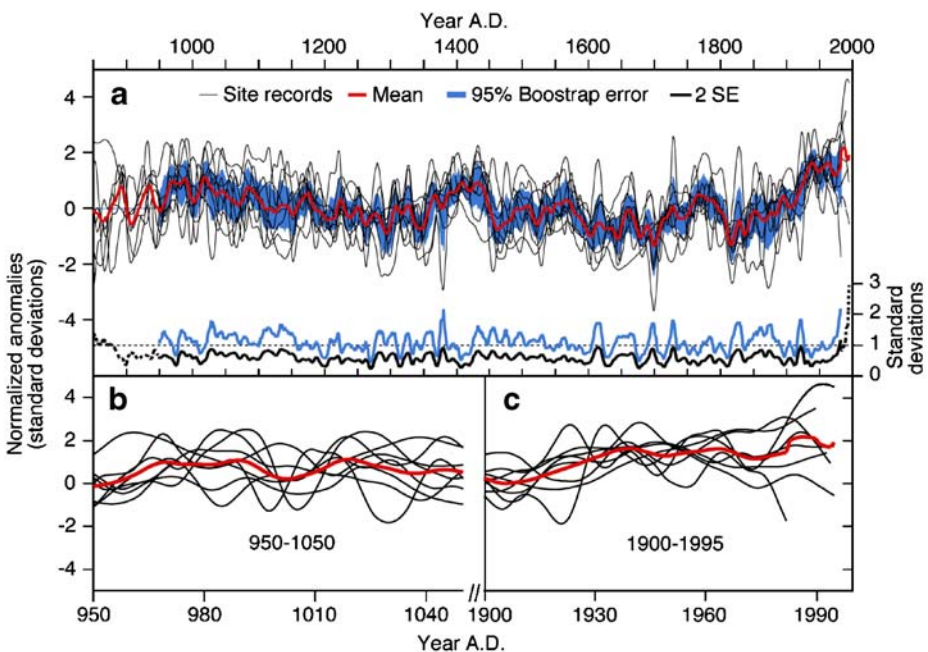 Year A.D.
1000 1200 1400 1600 1800 2000
a
Site records Mean 95% Boostrap error 2 SE
4
2
0
-2
-4
3
2
1
0
Normalized anomalies
(standard deviations)
Standard
deviations
b c
4
2
0
-2
-4
950-1050 1900-1995
950 980 1010 1040 // 1900 1930 1960 1990
Year A.D.